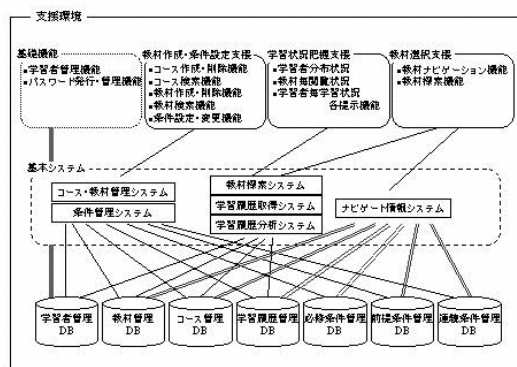 支援環境
基礎機能
■学習者管理機能
■パスワード発行・管理機能
教材作成・条件設定支援
■コース作成・削除機能
■コース検索機能
■教材作成・削除機能
■教材検索機能
■条件設定・変更機能
学習状況把握支援
■学習者分布状況
■教材毎閲覧状況
■学習者毎学習状況
各提示機能
教材選択支援
■教材ナビゲーション機能
■教材探索機能
基本システム
コース・教材管理システム
条件管理システム
教材探索システム
学習履歴取得システム
学習履歴分析システム
ナビゲート情報システム
学習者管理
DB
教材管理
DB
コース管理
DB
学習履歴管理
DB
必修条件管理
DB
前提条件管理
DB
連続条件管理
DB